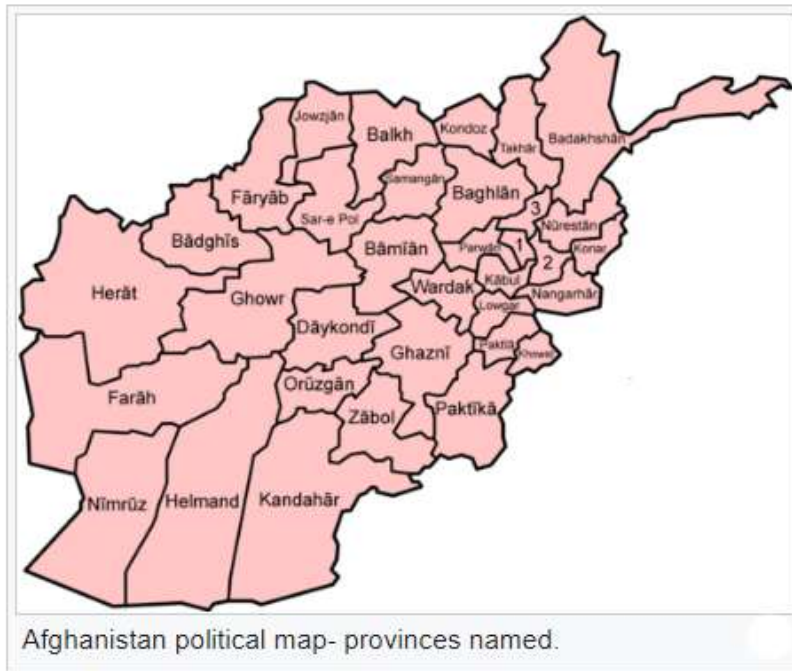 Jowzjān
Balkh
Kondoz
Takhār
Badakhshān
Fāryāb
Sar-e Pol
Samangān
Baghlān
3
Nūrestān
Bādghīs
Bāmīān
Parwān
1
Konar
2
Herāt
Ghowr
Wardak
Kābul
Nangarhār
Lowgar
Dāykondī
Ghaznī
Paktīā
Khowst
Farāh
Orūzgān
Zābol
Paktīkā
Nīmrūz
Helmand
Kandahār
Afghanistan political map- provinces named.